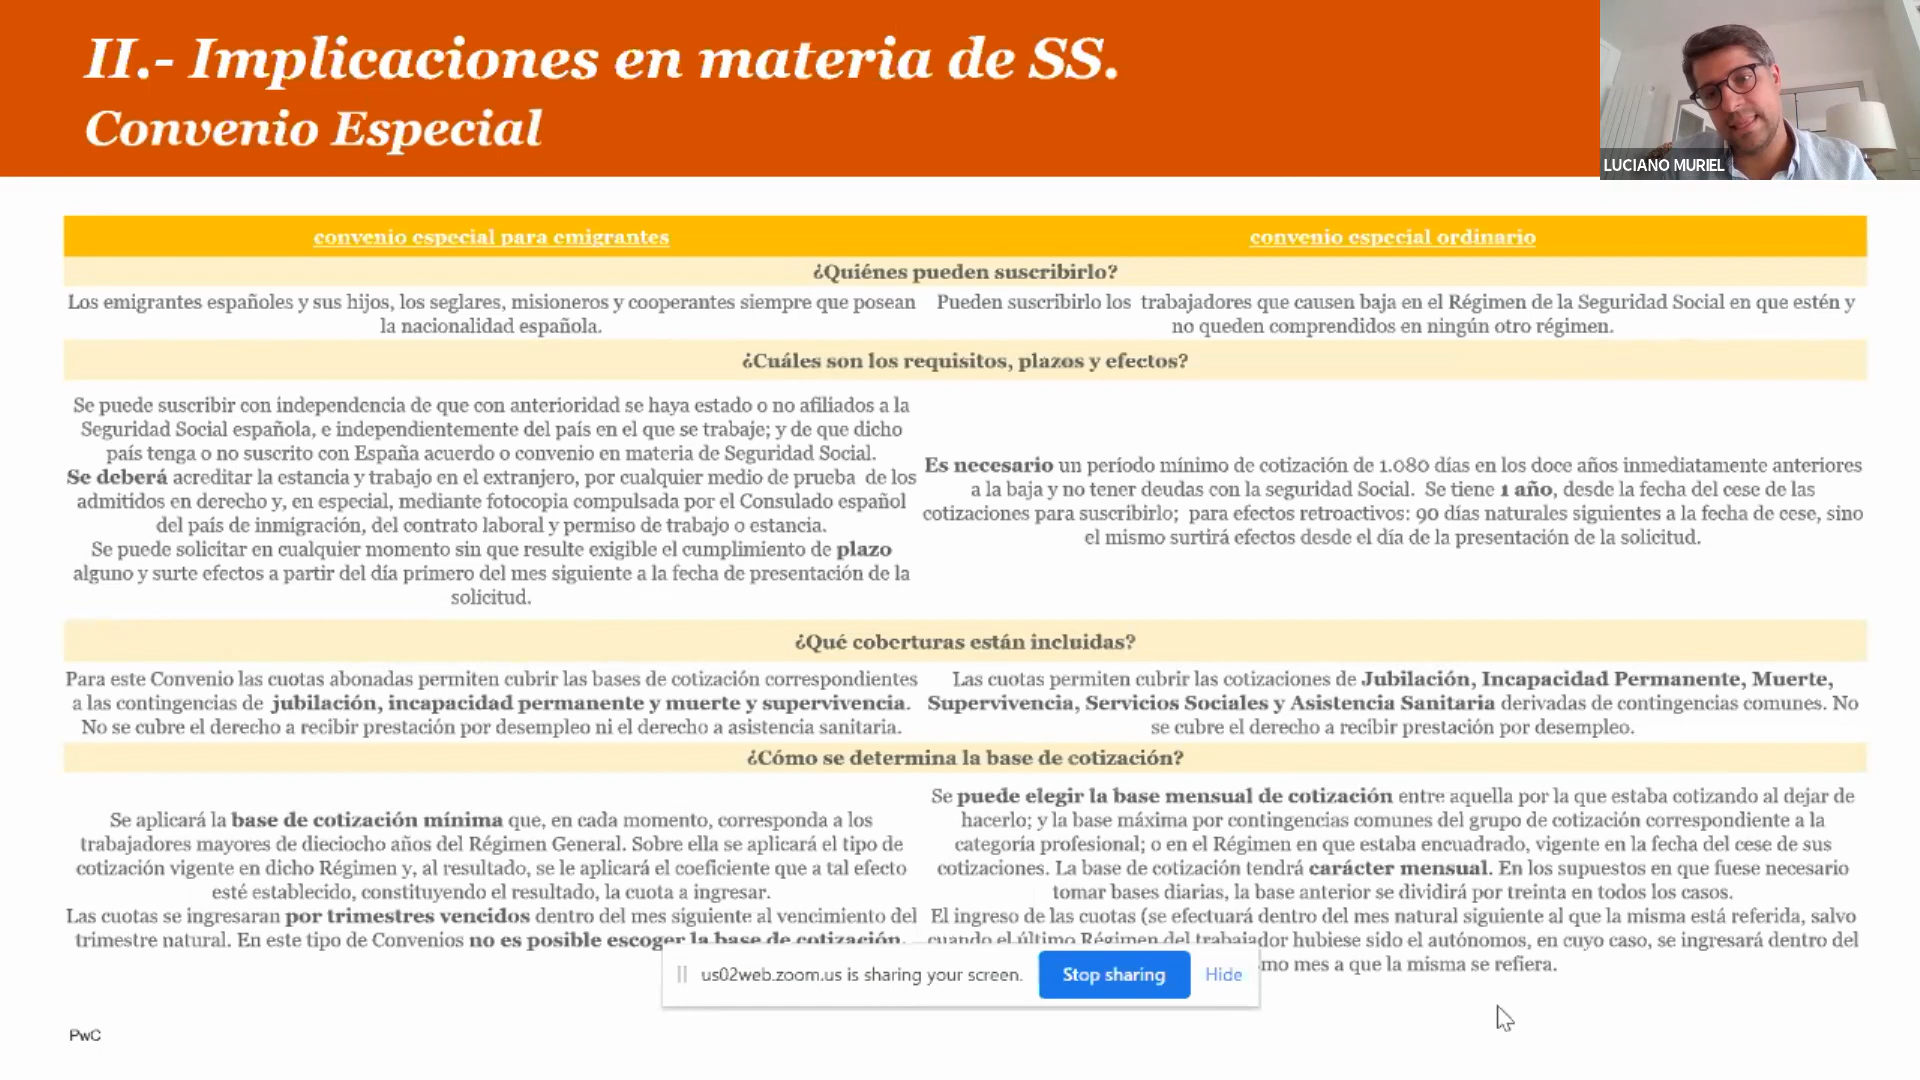 II.- Implicaciones en materia de SS.
Convenio Especial
LUCIANO MURIEL
convenio especial para emigrantes
convenio especial ordinario
¿Quiénes pueden suscribirlo?
Los emigrantes españoles y sus hijos, los seglares, misioneros y cooperantes siempre que posean
la nacionalidad española.
Pueden suscribirlo los trabajadores que causen baja en el Régimen de la Seguridad Social en que estén y
no queden comprendidos en ningún otro régimen.
¿Cuáles son los requisitos, plazos y efectos?
Se puede suscribir con independencia de que con anterioridad se haya estado o no afiliados a la
Seguridad Social española, e independientemente del país en el que se trabaje; y de que dicho
país tenga o no suscrito con España acuerdo o convenio en materia de Seguridad Social.
Se deberá acreditar la estancia y trabajo en el extranjero, por cualquier medio de prueba de los
admitidos en derecho y, en especial, mediante fotocopia compulsada por el Consulado español
del país de inmigración, del contrato laboral y permiso de trabajo o estancia.
Se puede solicitar en cualquier momento sin que resulte exigible el cumplimiento de plazo
alguno y surte efectos a partir del día primero del mes siguiente a la fecha de presentación de la
solicitud.
Es necesario un período mínimo de cotización de 1.080 días en los doce años inmediatamente anteriores
a la baja y no tener deudas con la seguridad Social. Se tiene 1 año, desde la fecha del cese de las
cotizaciones para suscribirlo; para efectos retroactivos: 90 días naturales siguientes a la fecha de cese, sino
el mismo surtirá efectos desde el día de la presentación de la solicitud.
¿Qué coberturas están incluidas?
Para este Convenio las cuotas abonadas permiten cubrir las bases de cotización correspondientes
a las contingencias de jubilación, incapacidad permanente y muerte y supervivencia.
No se cubre el derecho a recibir prestación por desempleo ni el derecho a asistencia sanitaria.
Las cuotas permiten cubrir las cotizaciones de Jubilación, Incapacidad Permanente, Muerte,
Supervivencia, Servicios Sociales y Asistencia Sanitaria derivadas de contingencias comunes. No
se cubre el derecho a recibir prestación por desempleo.
¿Cómo se determina la base de cotización?
Se aplicará la base de cotización mínima que, en cada momento, corresponda a los
trabajadores mayores de dieciocho años del Régimen General. Sobre ella se aplicará el tipo de
cotización vigente en dicho Régimen y, al resultado, se le aplicará el coeficiente que a tal efecto
esté establecido, constituyendo el resultado, la cuota a ingresar.
Las cuotas se ingresaran por trimestres vencidos dentro del mes siguiente al vencimiento del
trimestre natural. En este tipo de Convenios no es posible escoger la base de cotización.
Se puede elegir la base mensual de cotización entre aquella por la que estaba cotizando al dejar de
hacerlo; y la base máxima por contingencias comunes del grupo de cotización correspondiente a la
categoría profesional; o en el Régimen en que estaba encuadrado, vigente en la fecha del cese de sus
cotizaciones. La base de cotización tendrá carácter mensual. En los supuestos en que fuese necesario
tomar bases diarias, la base anterior se dividirá por treinta en todos los casos.
El ingreso de las cuotas (se efectuará dentro del mes natural siguiente al que la misma está referida, salvo
cuando el último Régimen del trabajador hubiese sido el autónomos, en cuyo caso, se ingresará dentro del
mo mes a que la misma se refiera.
us02web.zoom.us is sharing your screen.
Stop sharing
Hide
PwC